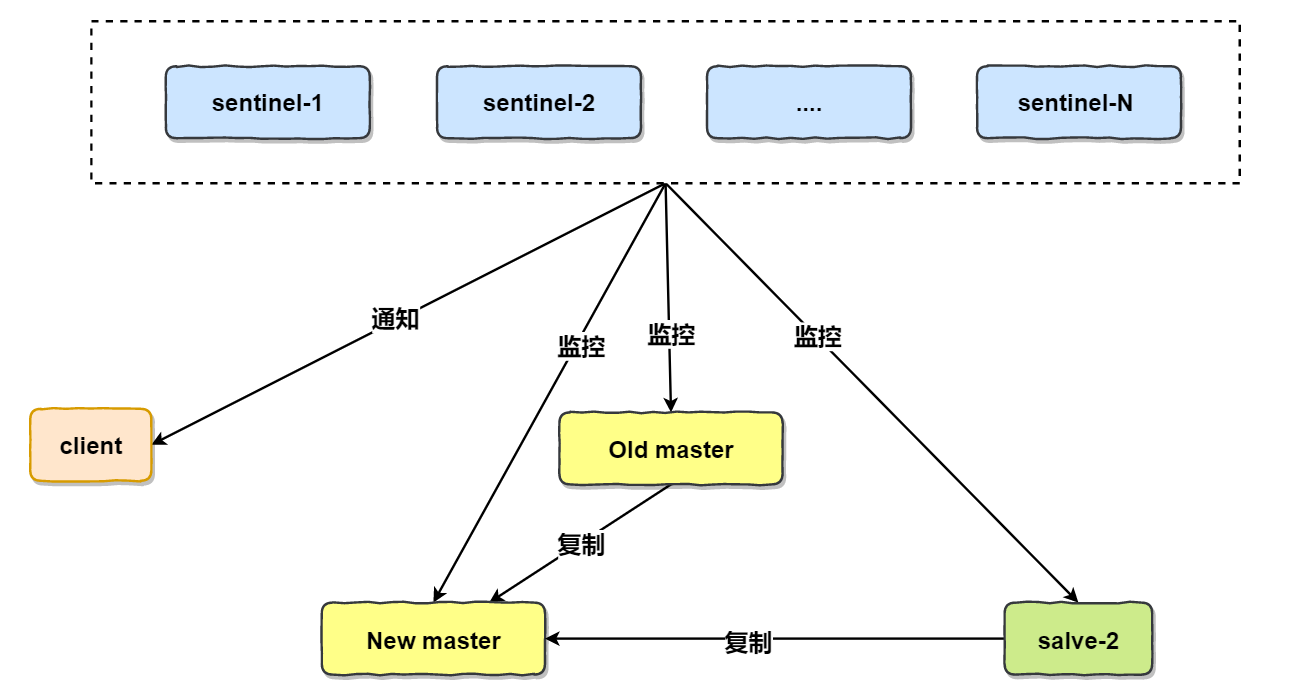 sentinel-1
sentinel-2
....
sentinel-N
通知
监控
监控
监控
client
Old master
复制
New master
复制
salve-2